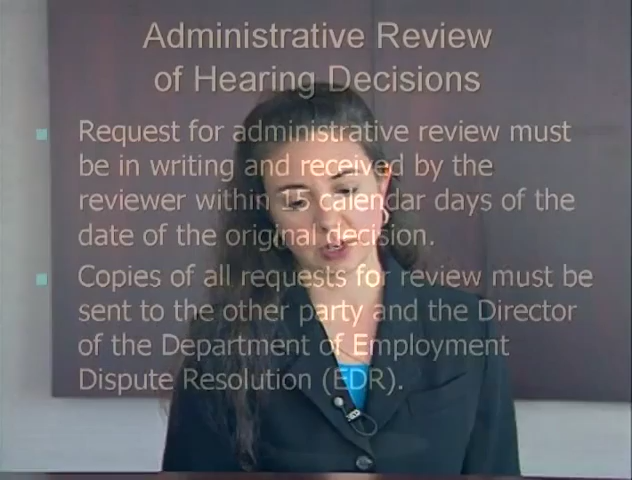 Administrative Review
of Hearing Decisions
Request for administrative review must
be in writing and received by the
reviewer within 15 calendar days of the
date of the original decision.
Copies of all requests for review must be
sent to the other party and the Director
of the Department of Employment
Dispute Resolution (EDR).